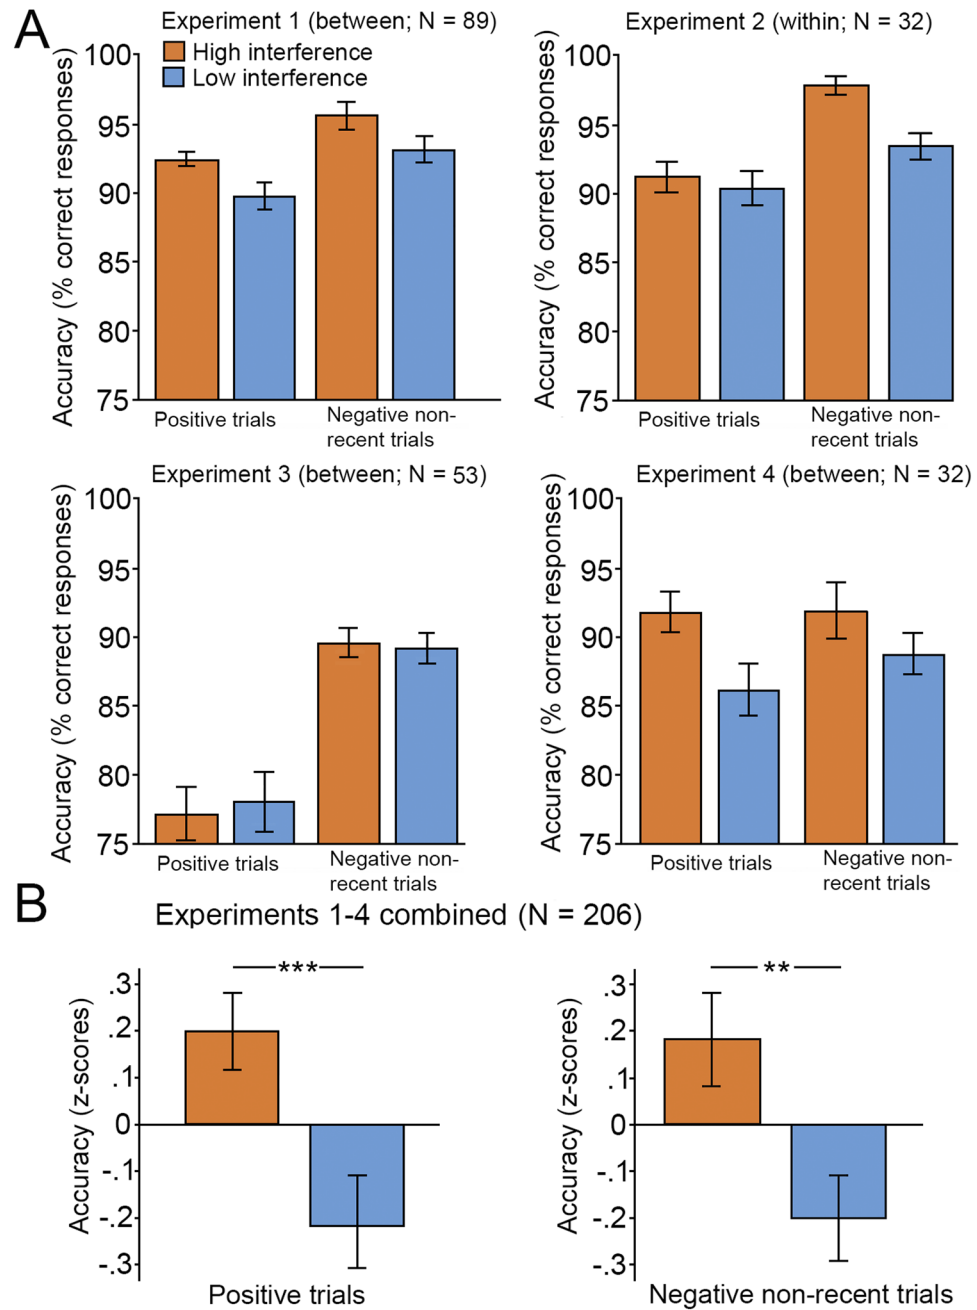 A
Experiment 1 (between; N = 89)
High interference
Low interference
Accuracy (% correct responses)
100
95
90
85
80
75
Positive trials
Negative non-
recent trials
Experiment 2 (within; N = 32)
Accuracy (% correct responses)
100
95
90
85
80
75
Positive trials
Negative non-
recent trials
Experiment 3 (between; N = 53)
Accuracy (% correct responses)
100
95
90
85
80
75
Positive trials
Negative non-
recent trials
Experiment 4 (between; N = 32)
Accuracy (% correct responses)
100
95
90
85
80
75
Positive trials
Negative non-
recent trials
B
Experiments 1-4 combined (N = 206)
Accuracy (z-scores)
.3
.2
.1
0
-.1
-.2
-.3
***
Positive trials
Accuracy (z-scores)
.3
.2
.1
0
-.1
-.2
-.3
**
Negative non-recent trials